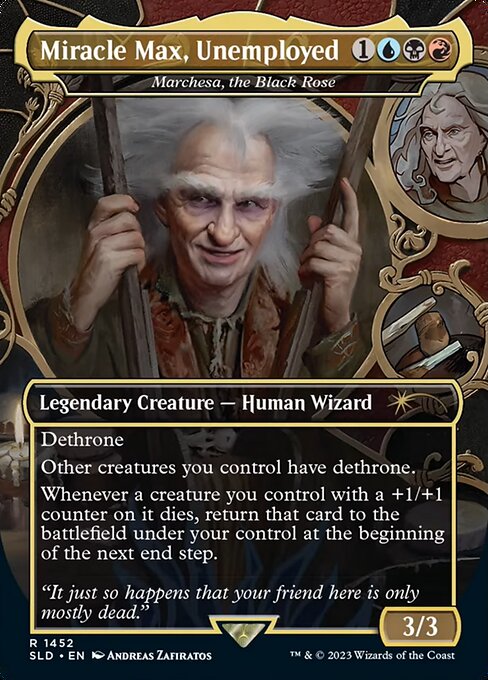 Miracle Max, Unemployed 1
Marchesa, the Black Rose
Legendary Creature — Human Wizard
Dethrone
Other creatures you control have dethrone.
Whenever a creature you control with a +1/+1
counter on it dies, return that card to the
battlefield under your control at the beginning
of the next end step.
“It just so happens that your friend here is only
mostly dead.”
3/3
R 1452
SLD • EN Andreas Zafiratos
™ & © 2023 Wizards of the Coast